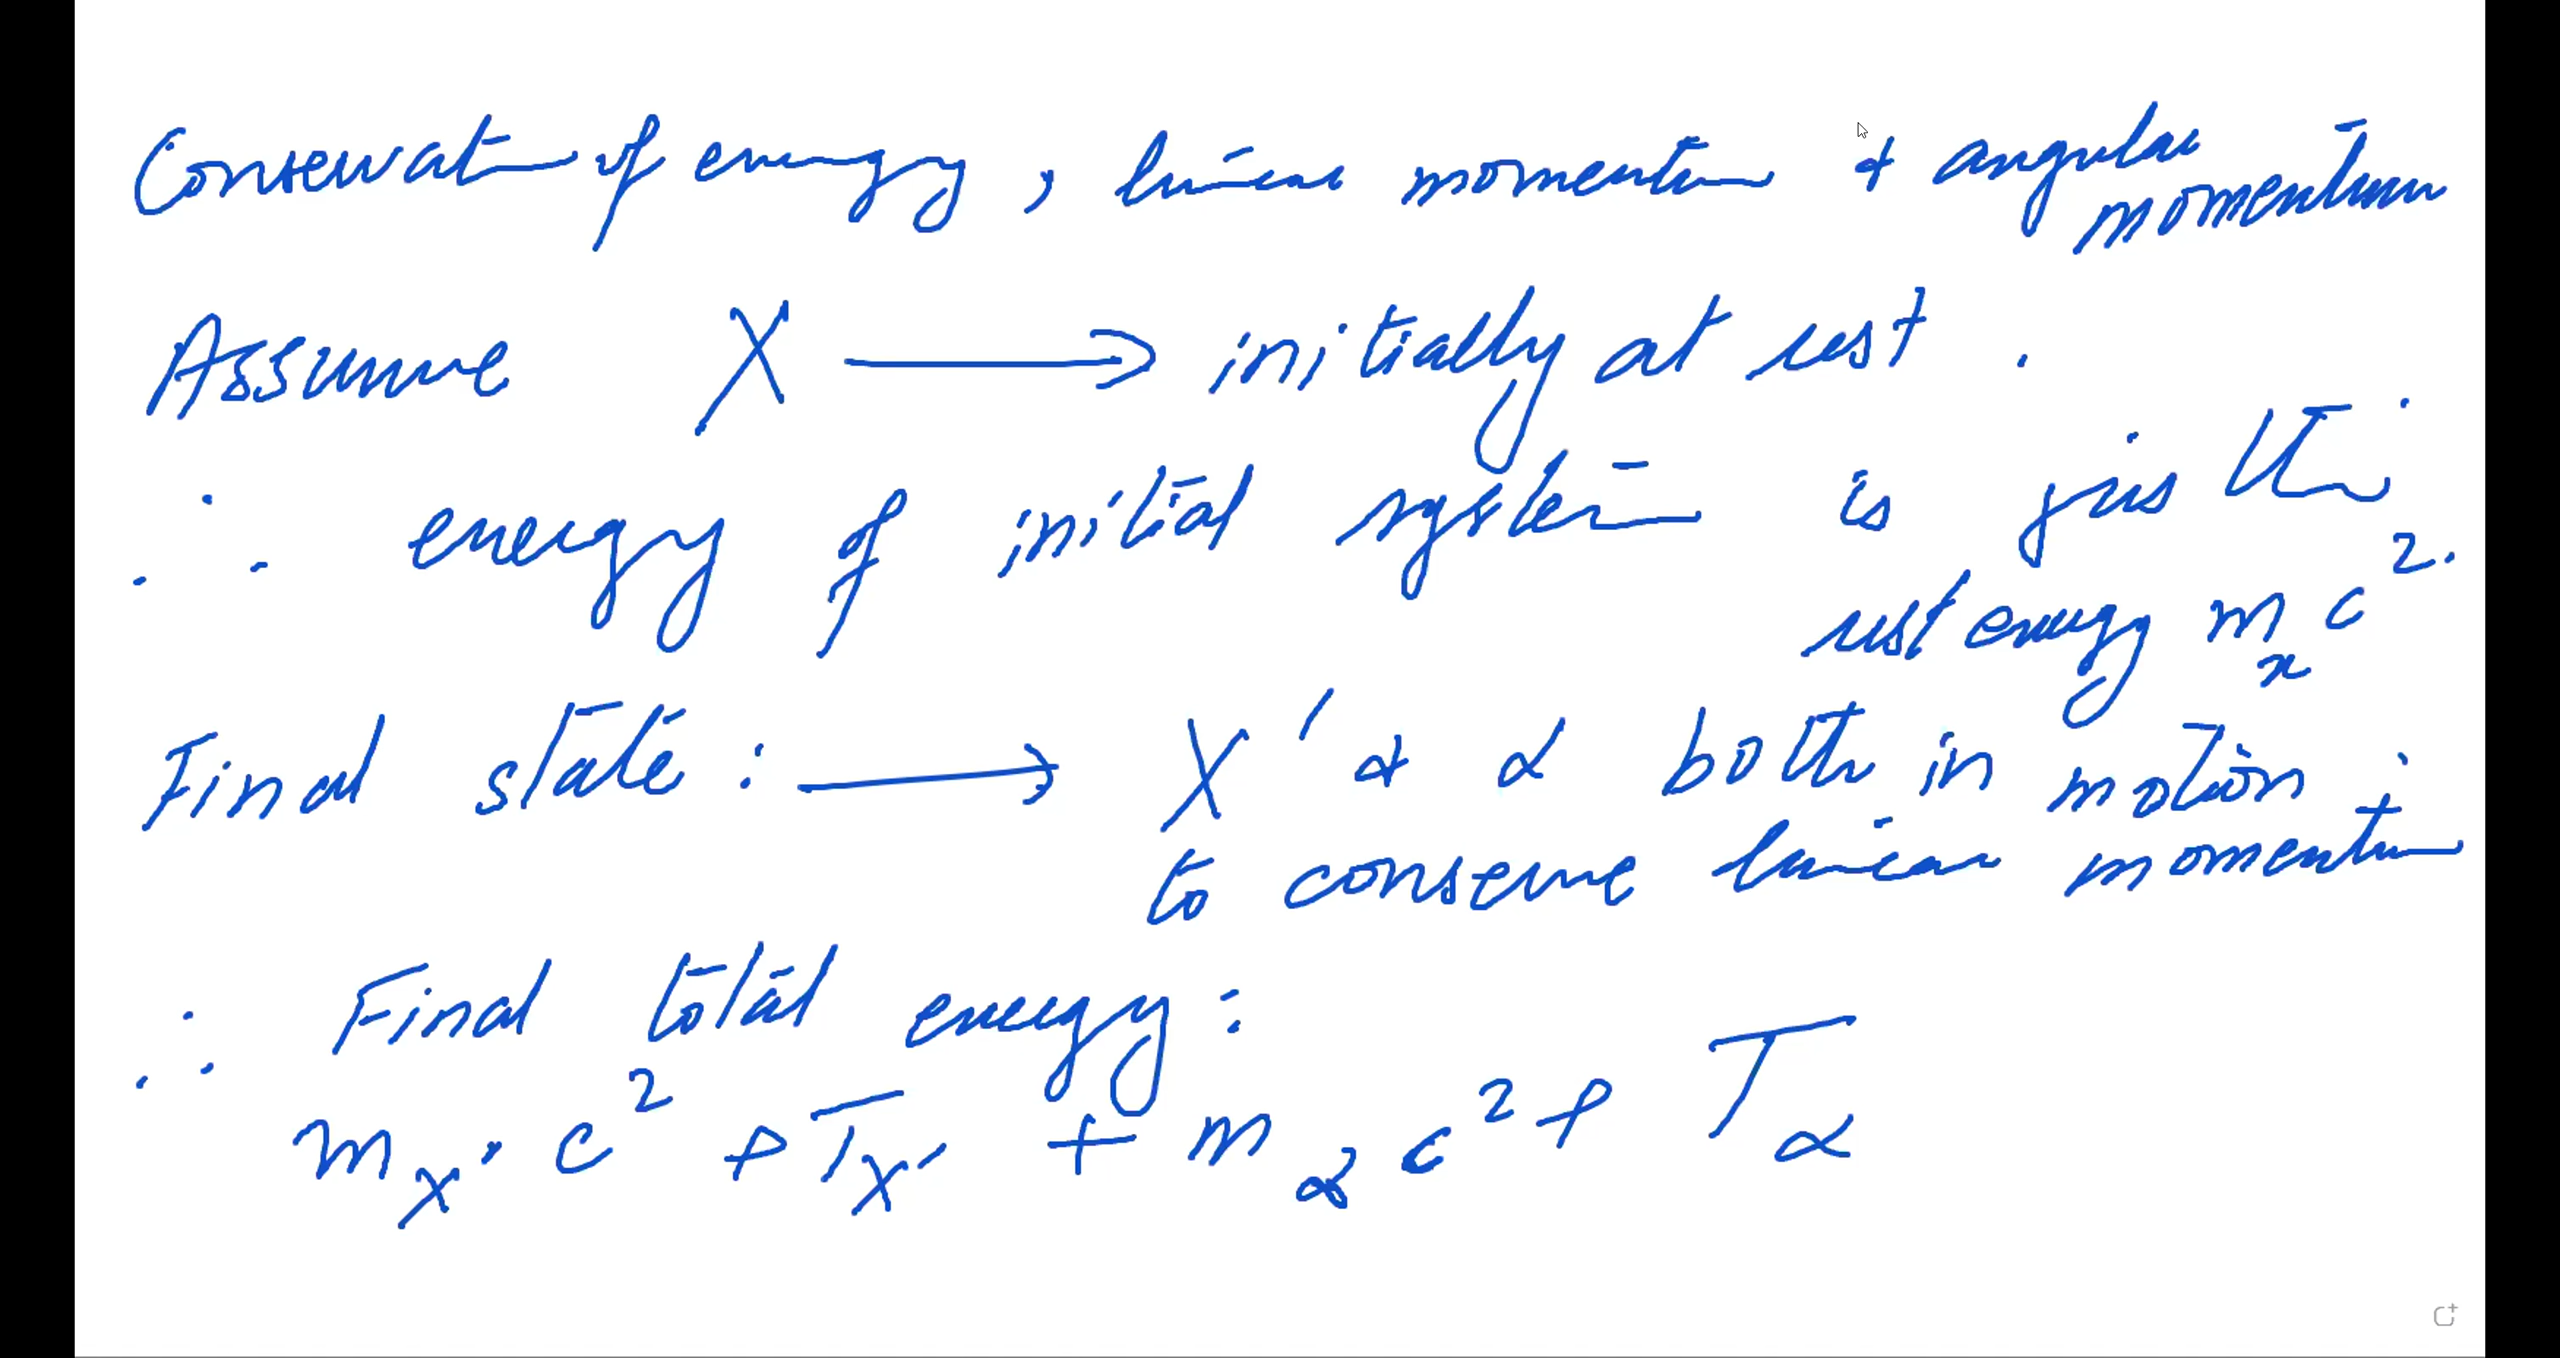 Conservation of energy, linear momentum & angular momentum
Assume X → initially at rest.
∴ energy of initial system is just the
rest energy mₓc².
Final state: → X' & α both in motion
to conserve linear momentum
∴ Final total energy:
m_X' c² + T_X' + m_α c² + T_α